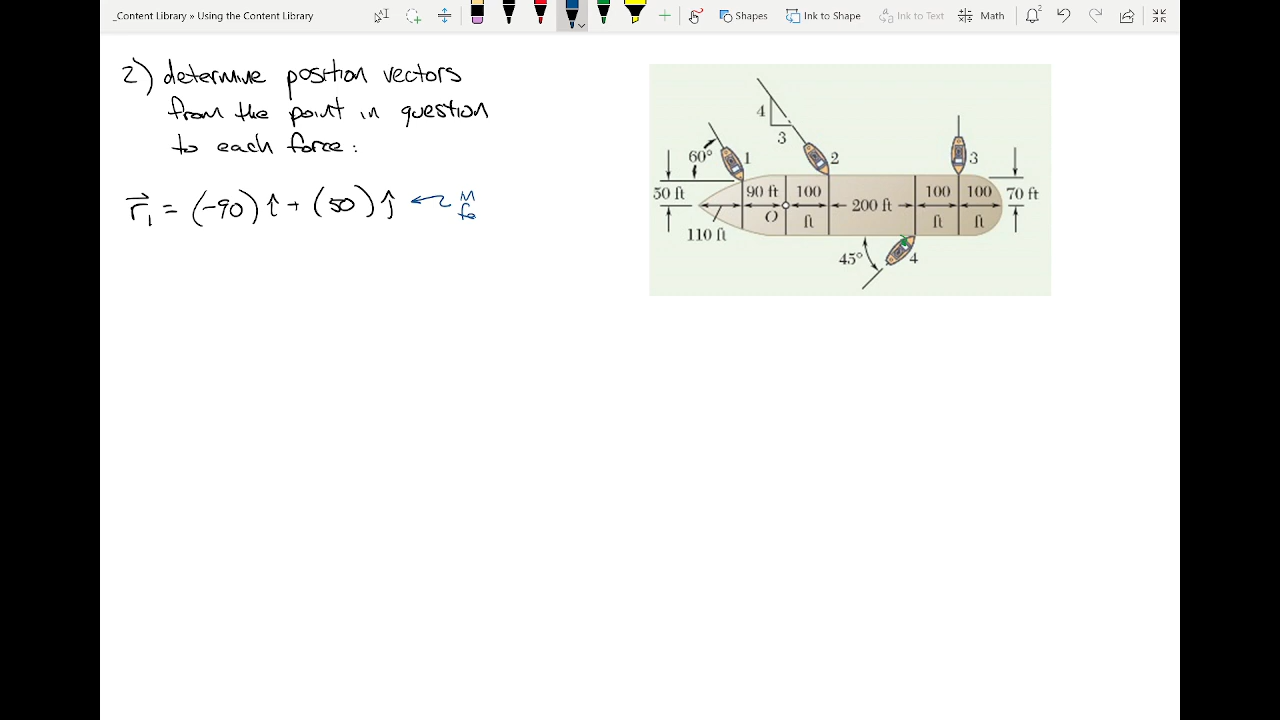 _Content Library » Using the Content Library
Shapes
Ink to Shape
Ink to Text
Math
2
2) determine position vectors
from the point in question
to each force:
r⃗₁ = (-90) î + (50) ĵ
M
fe
4
3
60°
1
2
3
50 ft
90 ft
100
ft
200 ft
100
ft
100
ft
70 ft
O
110 ft
45°
4